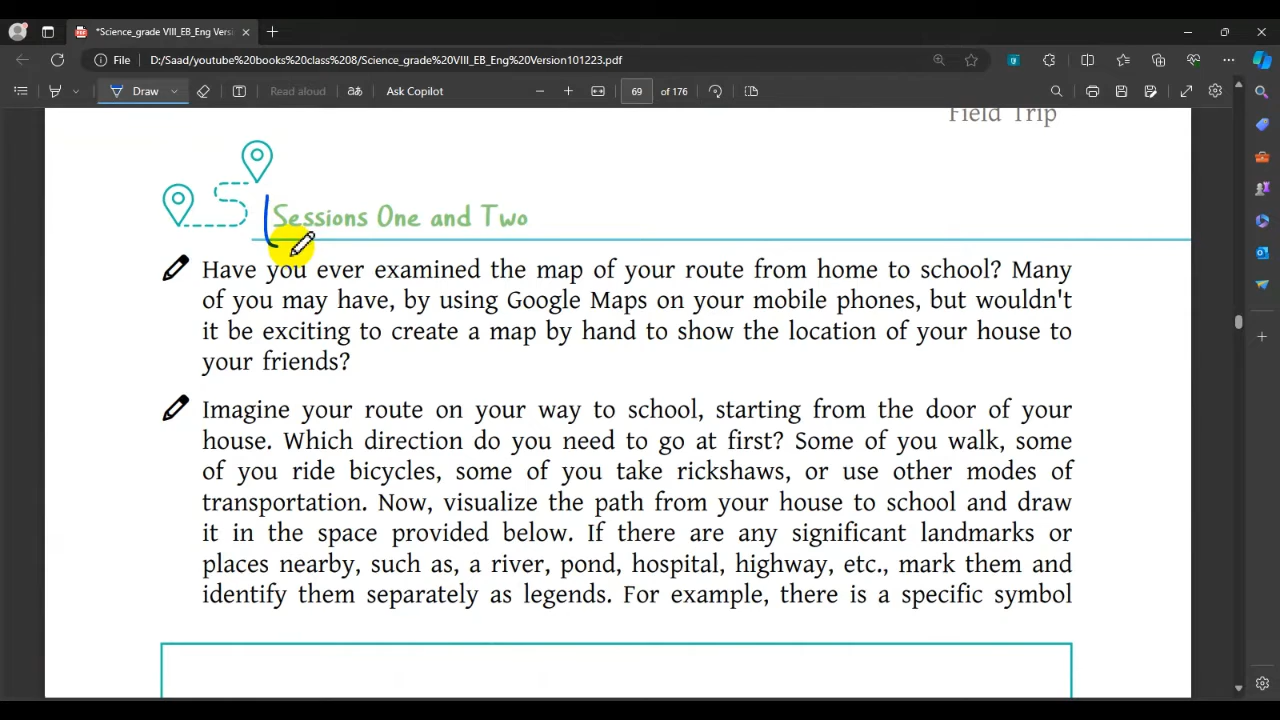 *Science_grade VIII_EB_Eng Versi
File
D:/Saad/youtube%20books%20class%208/Science_grade%20VIII_EB_Eng%20Version101223.pdf
Draw
Read aloud
Ask Copilot
69
of 176
Field Trip
Sessions One and Two
Have you ever examined the map of your route from home to school? Many
of you may have, by using Google Maps on your mobile phones, but wouldn't
it be exciting to create a map by hand to show the location of your house to
your friends?
Imagine your route on your way to school, starting from the door of your
house. Which direction do you need to go at first? Some of you walk, some
of you ride bicycles, some of you take rickshaws, or use other modes of
transportation. Now, visualize the path from your house to school and draw
it in the space provided below. If there are any significant landmarks or
places nearby, such as, a river, pond, hospital, highway, etc., mark them and
identify them separately as legends. For example, there is a specific symbol